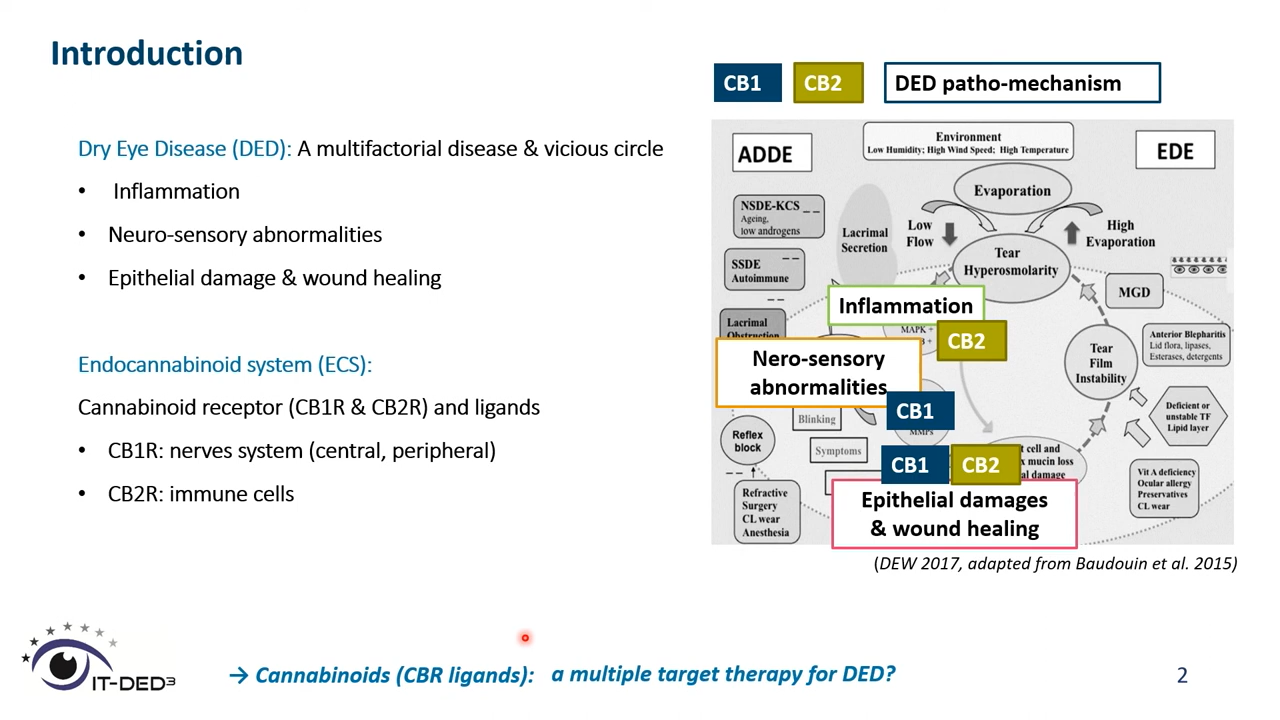 Introduction
CB1
CB2
DED patho-mechanism
Dry Eye Disease (DED): A multifactorial disease & vicious circle
• Inflammation
• Neuro-sensory abnormalities
• Epithelial damage & wound healing
Endocannabinoid system (ECS):
Cannabinoid receptor (CB1R & CB2R) and ligands
• CB1R: nerves system (central, peripheral)
• CB2R: immune cells
ADDE
Environment
Low Humidity; High Wind Speed; High Temperature
EDE
Evaporation
NSDE-KCS
Ageing,
low androgens
Lacrimal
Secretion
Low
Flow
High
Evaporation
Tear
Hyperosmolarity
SSDE
Autoimmune
MGD
Inflammation
Lacrimal
Obstruction
MAPK +
CB2
Anterior Blepharitis
Lid flora, lipases,
Esterases, detergents
Nero-sensory
abnormalities
Tear
Film
Instability
CB1
MMPs
Blinking
Deficient or
unstable TF
Lipid layer
Reflex
block
Symptoms
cell and
mucin loss
damage
CB1
CB2
Vit A deficiency
Ocular allergy
Preservatives
CL wear
Refractive
Surgery
CL wear
Anesthesia
Epithelial damages
& wound healing
(DEW 2017, adapted from Baudouin et al. 2015)
IT-DED³
→ Cannabinoids (CBR ligands): a multiple target therapy for DED?
2